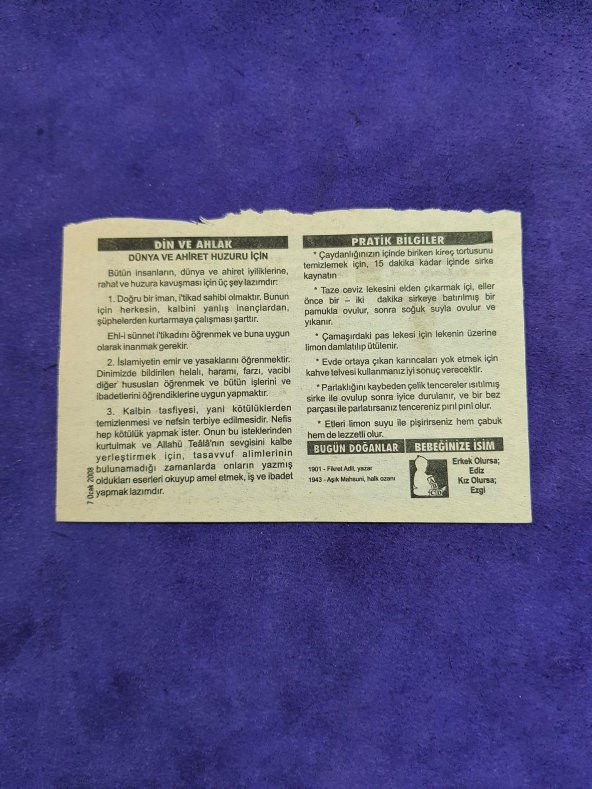 DİN VE AHLAK
DÜNYA VE AHİRET HUZURU İÇİN
Bütün insanların, dünya ve ahiret iyiliklerine,
rahat ve huzura kavuşması için üç şey lazımdır:
1. Doğru bir iman, i'tikad sahibi olmaktır. Bunun
için herkesin, kalbini yanlış inançlardan,
şüphelerden kurtarmaya çalışması şarttır.
Ehl-i sünnet i'tikadını öğrenmek ve buna uygun
olarak inanmak gerekir.
2. İslamiyetin emir ve yasaklarını öğrenmektir.
Dinimizde bildirilen helalı, haramı, farzı, vacibi
diğer hususları öğrenmek ve bütün işlerini ve
ibadetlerini öğrendiklerine uygun yapmaktır.
3. Kalbin tasfiyesi, yani kötülüklerden
temizlenmesi ve nefsin terbiye edilmesidir. Nefis
hep kötülük yapmak ister. Onun bu isteklerinden
kurtulmak ve Allahü Teâlâ'nın sevgisini kalbe
yerleştirmek için, tasavvuf alimlerinin
bulunamadığı zamanlarda onların yazmış
oldukları eserleri okuyup amel etmek, iş ve ibadet
yapmak lazımdır.
7 Ocak 2008
PRATİK BİLGİLER
* Çaydanlığınızın içinde biriken kireç tortusunu
temizlemek için, 15 dakika kadar içinde sirke
kaynatın
* Taze ceviz lekesini elden çıkarmak içi, eller
önce bir – iki dakika sirkeye batırılmış bir
pamukla ovulur, sonra soğuk suyla ovulur ve
yıkanır.
* Çamaşırdaki pas lekesi için lekenin üzerine
limon damlatılıp ütülenir.
* Evde ortaya çıkan karıncaları yok etmek için
kahve telvesi kullanmanız iyi sonuç verecektir.
* Parlaklığını kaybeden çelik tencereler ısıtılmış
sirke ile ovulup sonra iyice durulanır, ve bir bez
parçası ile parlatırsanız tencereniz pırıl pırıl olur.
* Etleri limon suyu ile pişirirseniz hem çabuk
hem de lezzetli olur.
BUGÜN DOĞANLAR
1901 - Fikret Adil, yazar
1943 - Aşık Mahsuni, halk ozanı
BEBEĞİNİZE İSİM
Erkek Olursa;
Ediz
Kız Olursa;
Ezgi